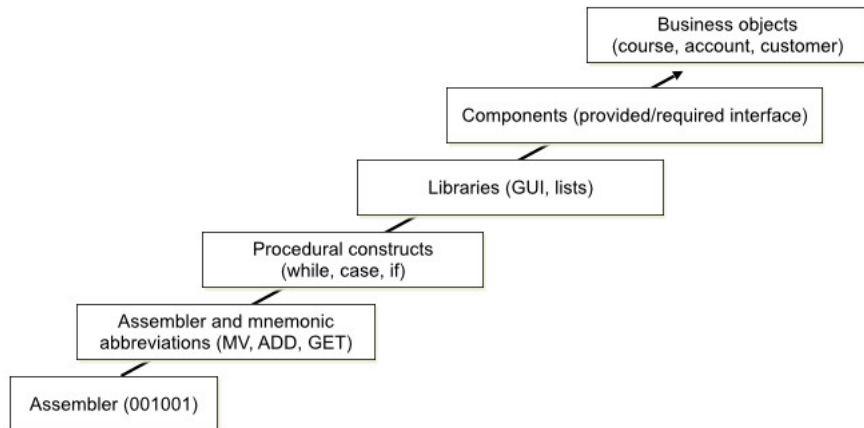 Business objects
(course, account, customer)
Components (provided/required interface)
Libraries (GUI, lists)
Procedural constructs
(while, case, if)
Assembler and mnemonic
abbreviations (MV, ADD, GET)
Assembler (001001)